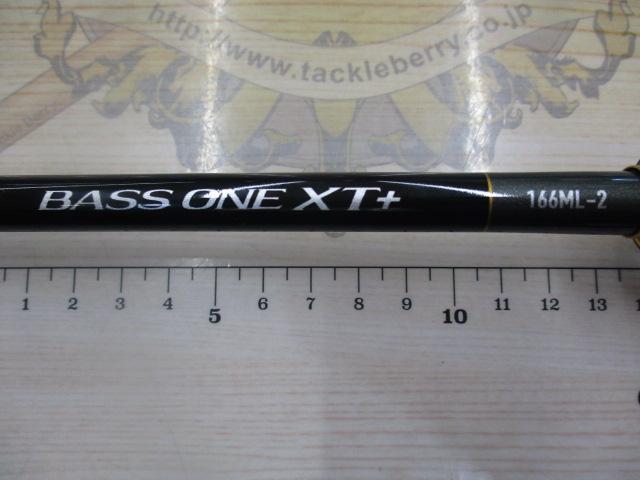 www.tackleberry.co.jp
BASS ONE XT+
166ML-2
1 2 3 4 5 6 7 8 9 10 11 12 13